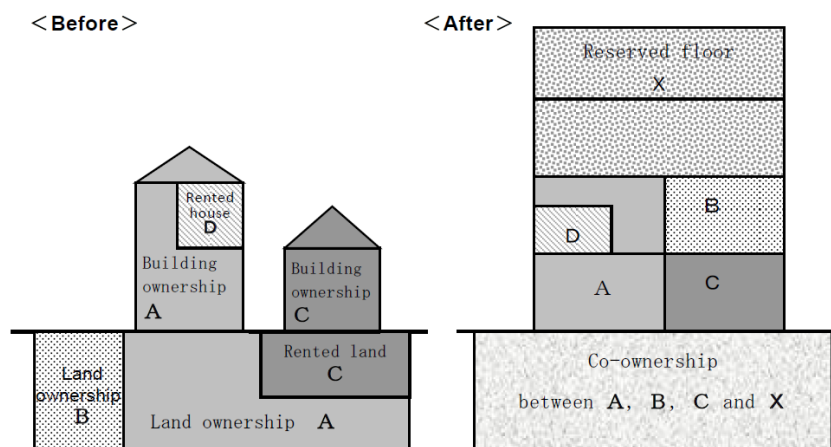 ＜Before＞
Rented
house
D
Building
ownership
A
Building
ownership
C
Rented land
C
Land
ownership
B
Land ownership A
＜After＞
Reserved floor
X
B
D
A
C
Co-ownership
between A, B, C and X